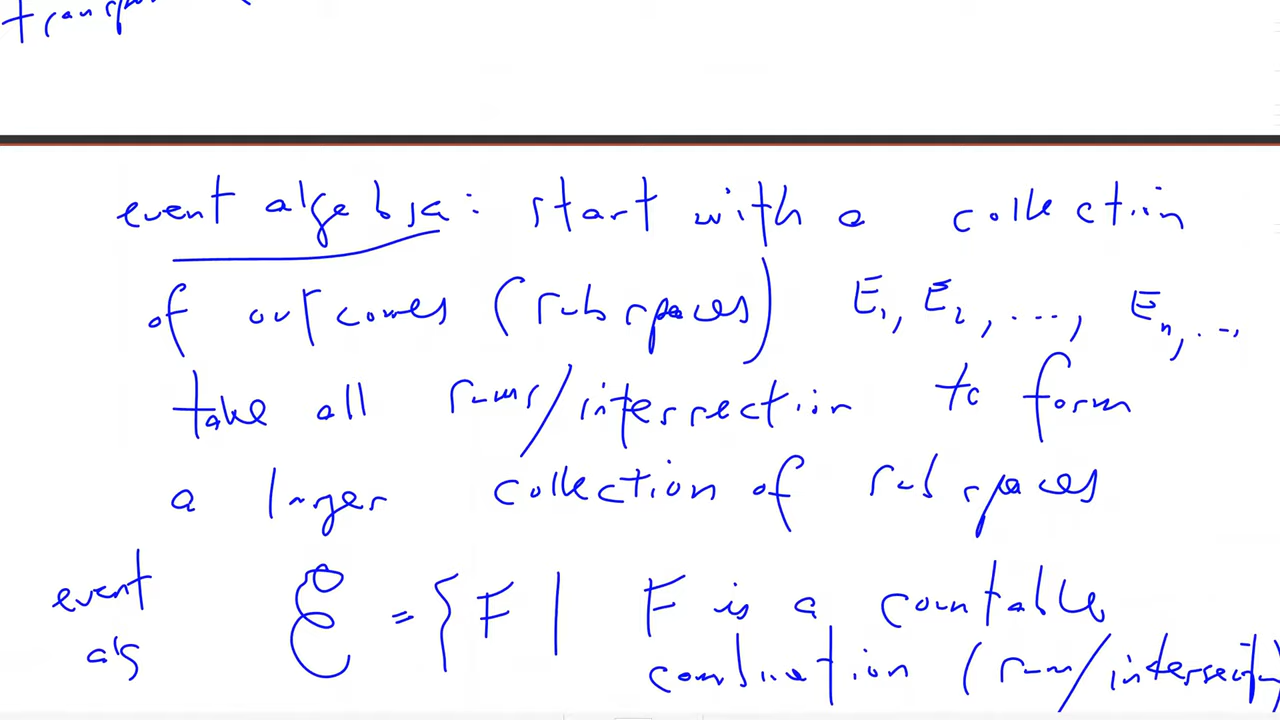 event algebra: start with a collection
of outcomes (subspaces) E₁, E₂, ..., Eₙ, ...
take all sums/intersection to form
a larger collection of subspaces
event alg ℰ = { F | F is a countable
combination (sum/intersection